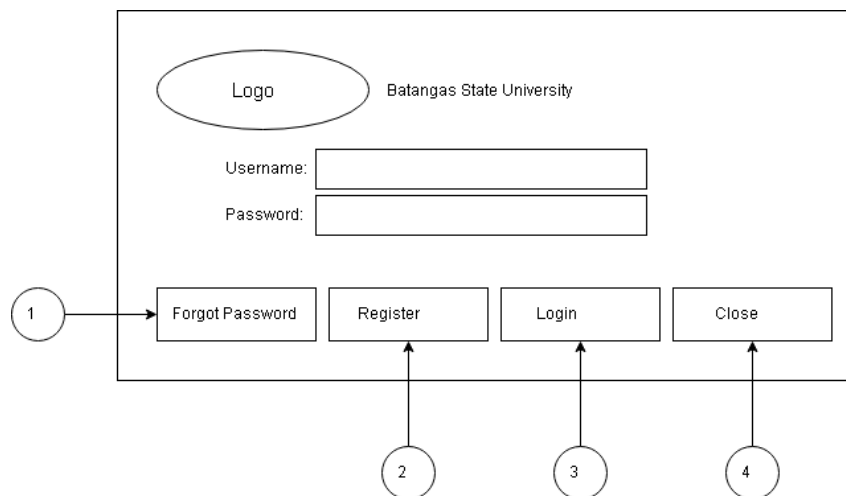 Logo
Batangas State University
Username:
Password:
1
Forgot Password
Register
Login
Close
2
3
4